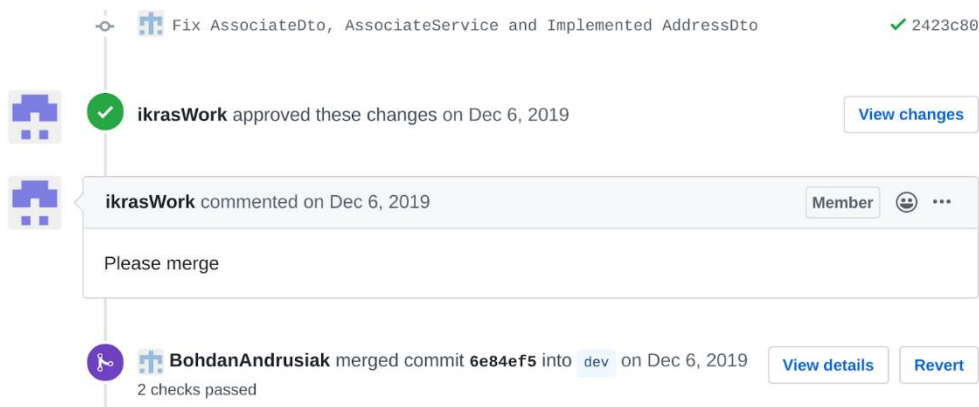 Fix AssociateDto, AssociateService and Implemented AddressDto 2423c80
ikrasWork approved these changes on Dec 6, 2019 View changes
ikrasWork commented on Dec 6, 2019 Member
Please merge
BohdanAndrusiak merged commit 6e84ef5 into dev on Dec 6, 2019 View details Revert
2 checks passed